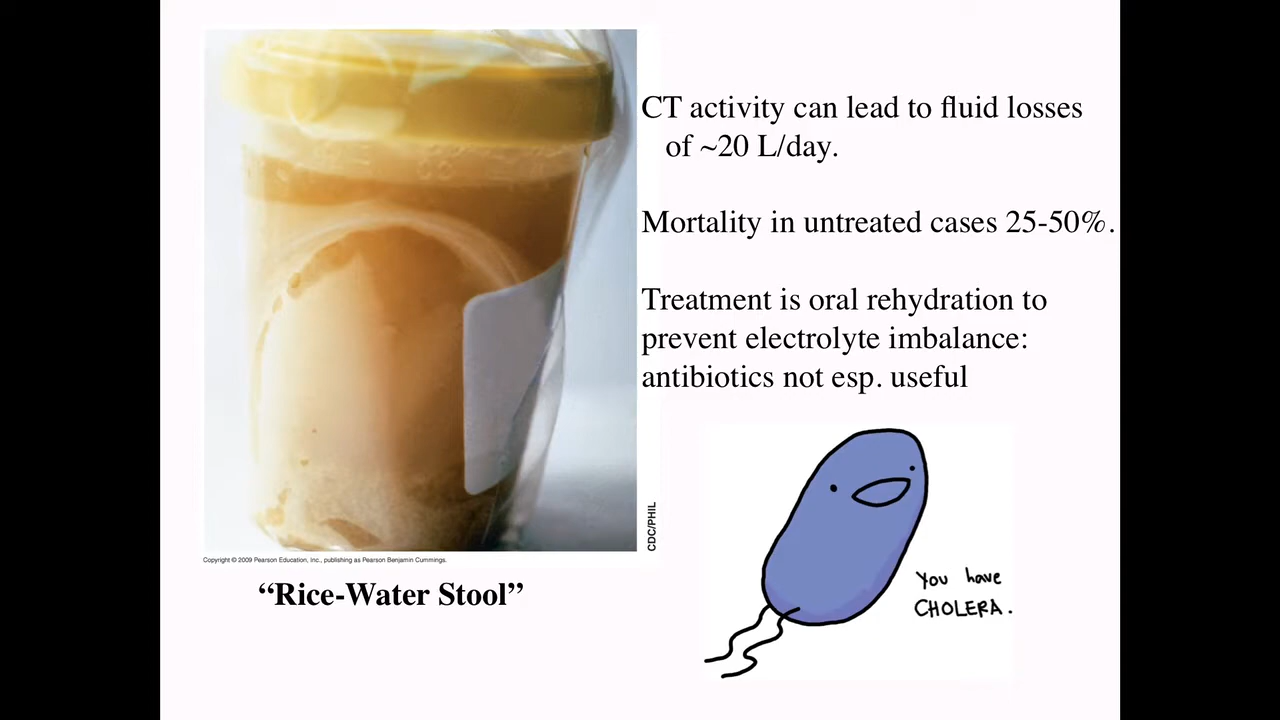 CT activity can lead to fluid losses
of ~20 L/day.
Mortality in untreated cases 25-50%.
Treatment is oral rehydration to
prevent electrolyte imbalance:
antibiotics not esp. useful
CDC/PHIL
Copyright © 2009 Pearson Education, Inc., publishing as Pearson Benjamin Cummings.
“Rice-Water Stool”
You have
CHOLERA.